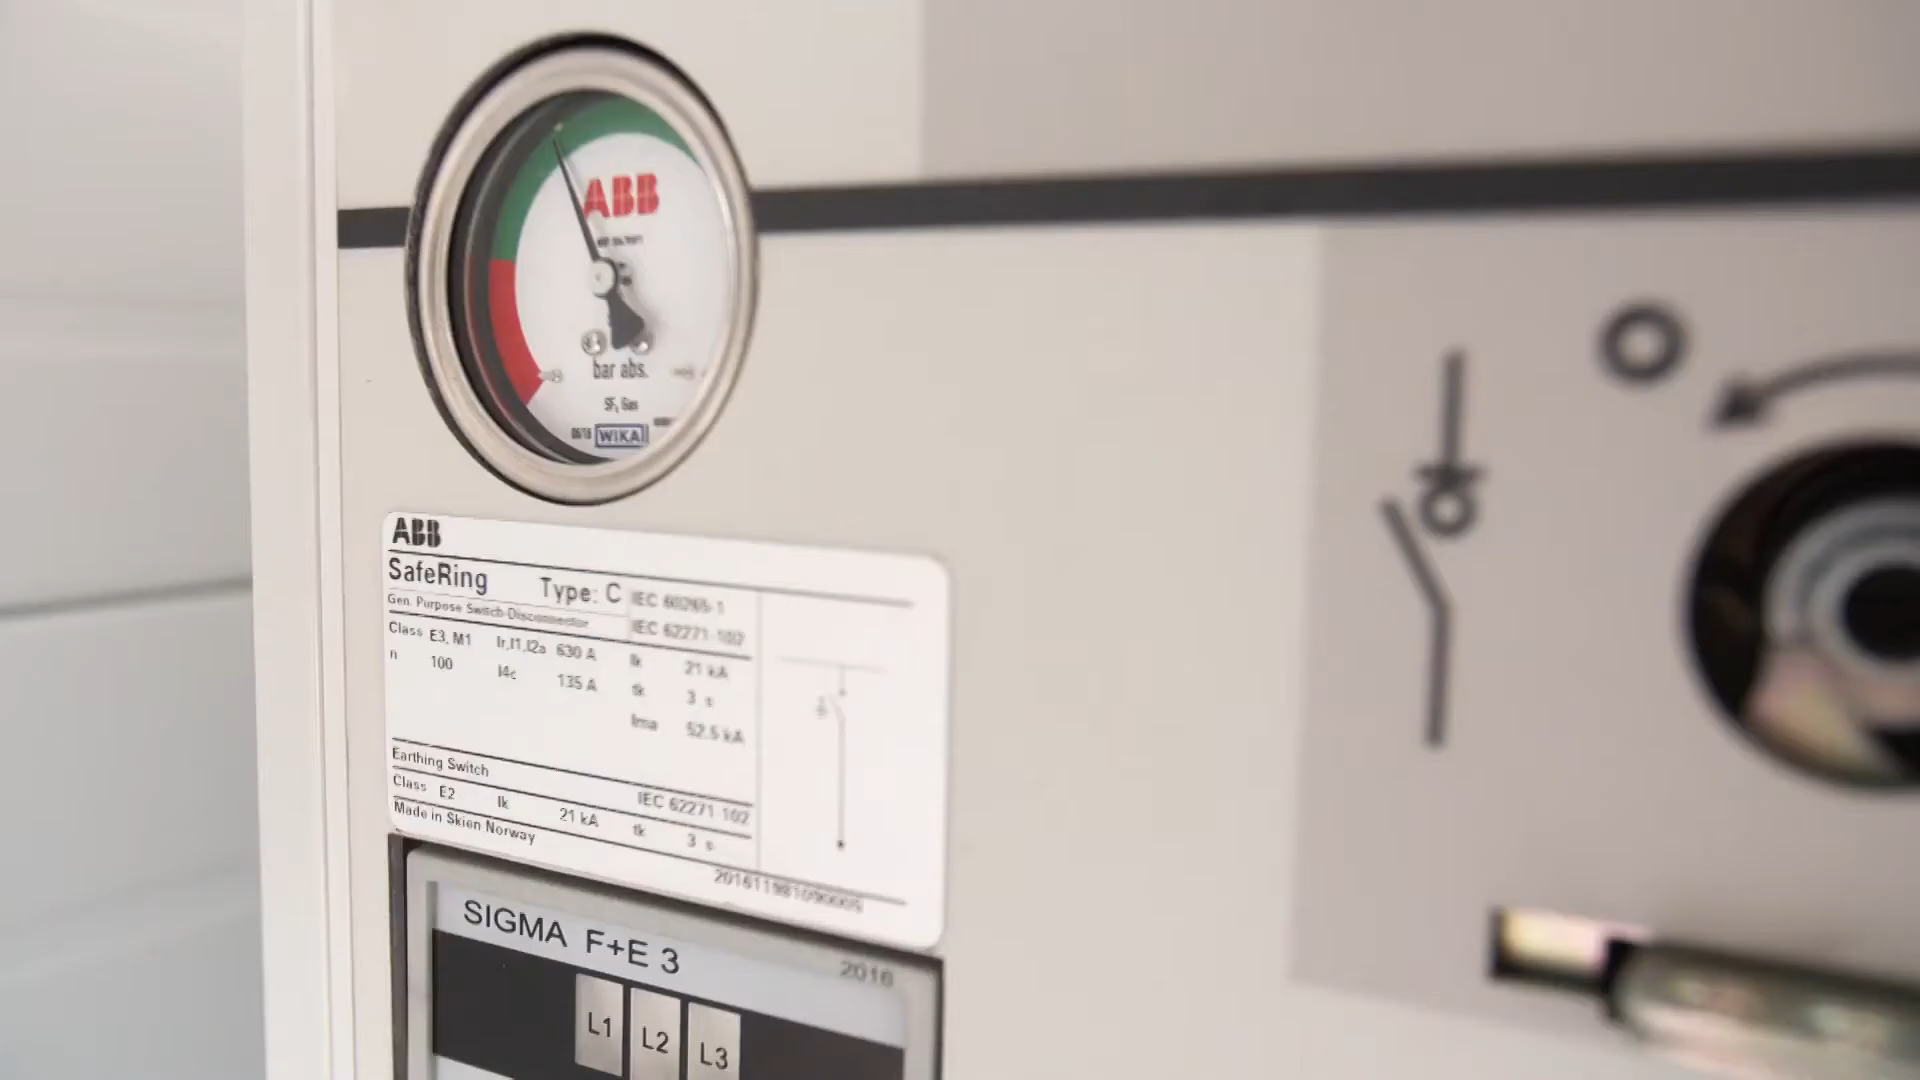 ABB
bar abs.
SF₆ Gas
06/16 WIKA
ABB
SafeRing Type: C IEC 60265-1
Gen. Purpose Switch-Disconnector IEC 62271-102
Class E3, M1 Ir,I1,I2a 630 A Ik 21 kA
n 100 I4c 135 A tk 3 s
Ima 52.5 kA
Earthing Switch IEC 62271-102
Class E2 Ik 21 kA tk 3 s
Made in Skien Norway
SIGMA F+E 3 2016
L1 L2 L3